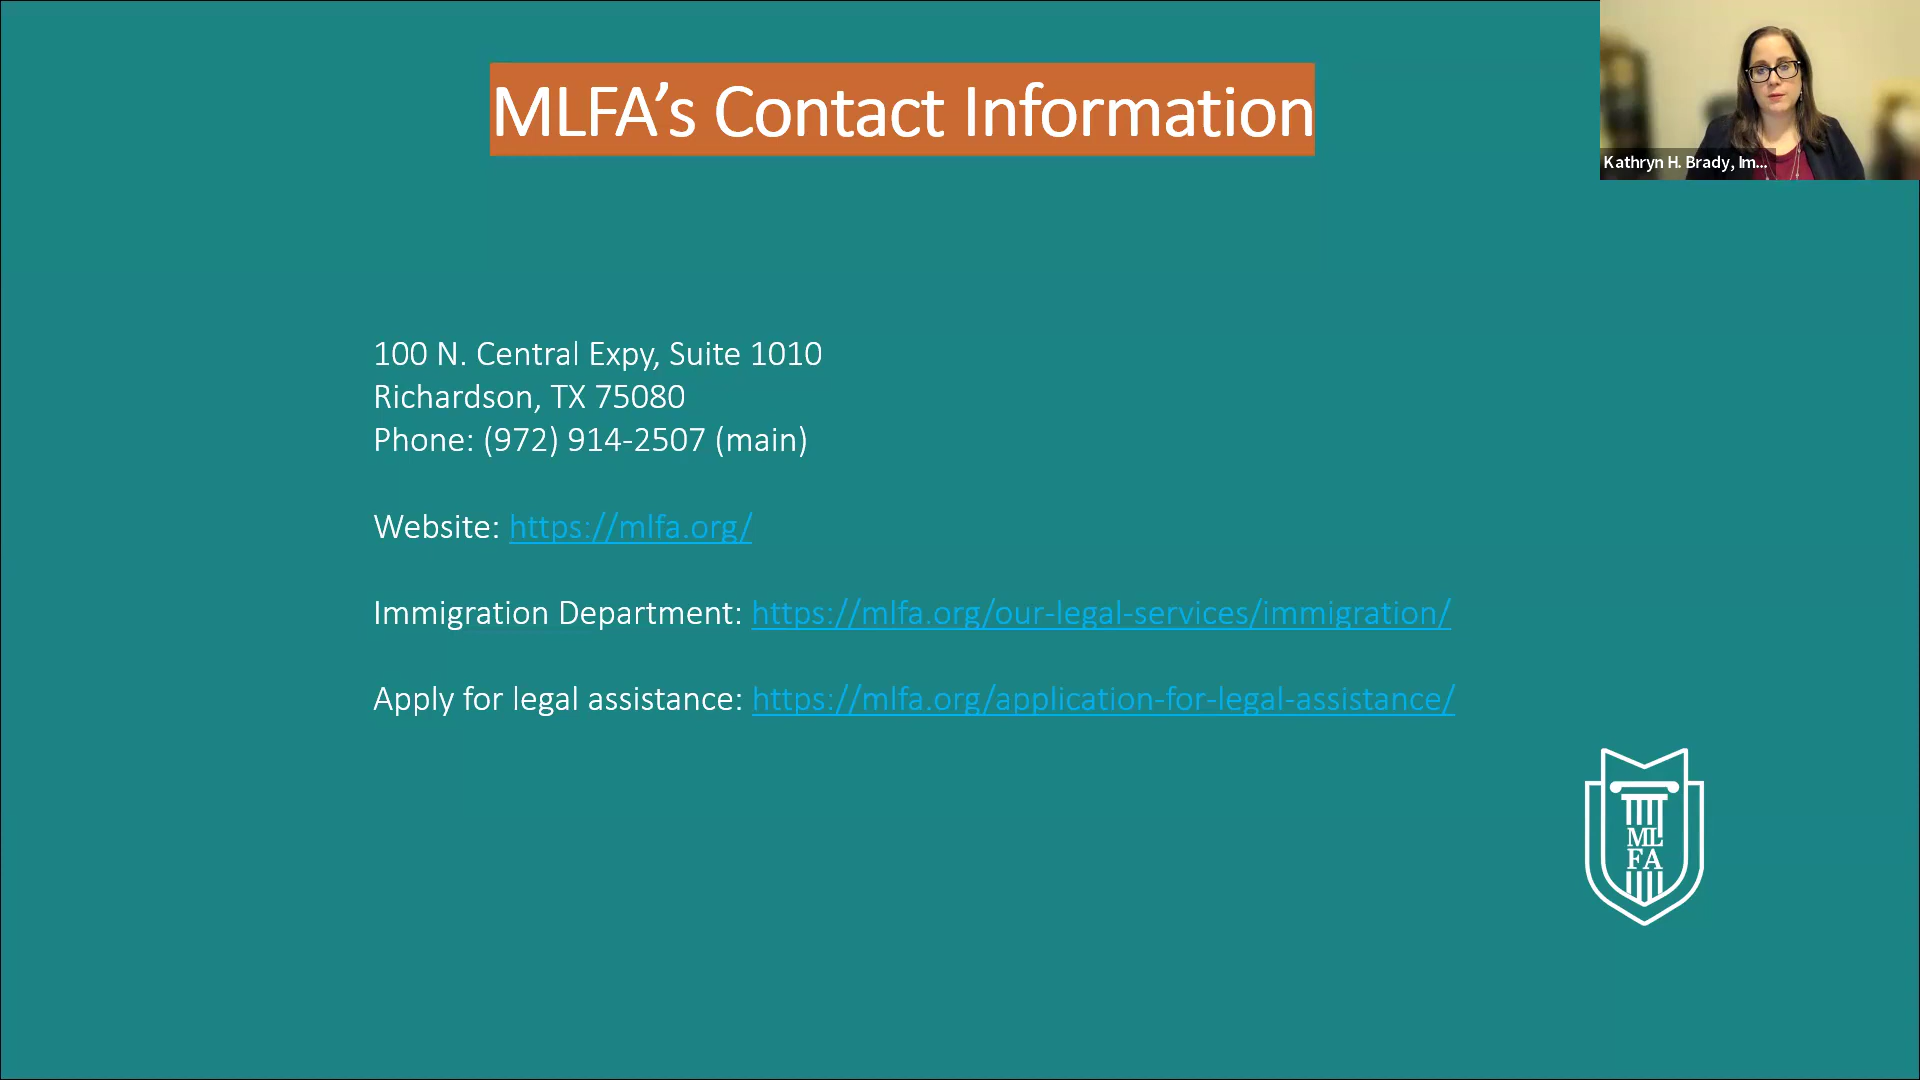 MLFA’s Contact Information
Kathryn H. Brady, Im...
100 N. Central Expy, Suite 1010
Richardson, TX 75080
Phone: (972) 914-2507 (main)
Website: https://mlfa.org/
Immigration Department: https://mlfa.org/our-legal-services/immigration/
Apply for legal assistance: https://mlfa.org/application-for-legal-assistance/
ML
FA